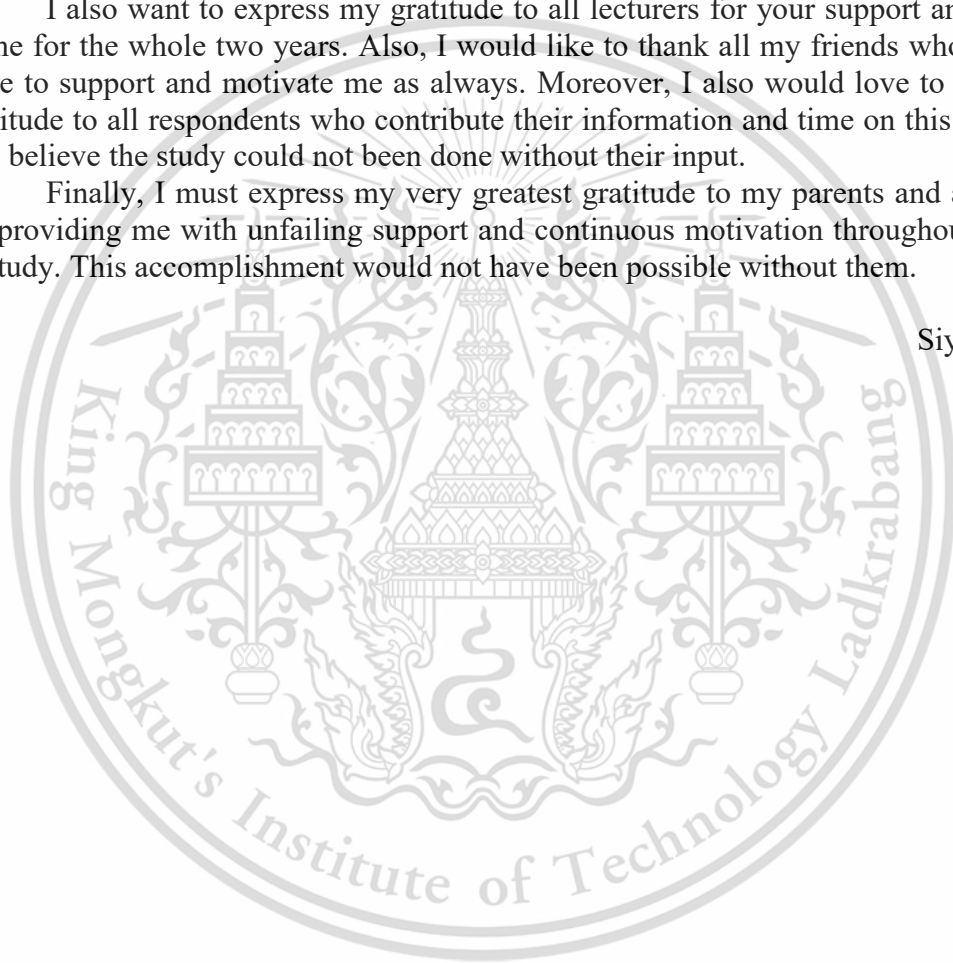 I also want to express my gratitude to all lecturers for your support an
ne for the whole two years. Also, I would like to thank all my friends who
re to support and motivate me as always. Moreover, I also would love to
itude to all respondents who contribute their information and time on this
believe the study could not been done without their input.
Finally, I must express my very greatest gratitude to my parents and a
providing me with unfailing support and continuous motivation throughou
study. This accomplishment would not have been possible without them.
Siy
King Mongkut's Institute of Technology Ladkrabang